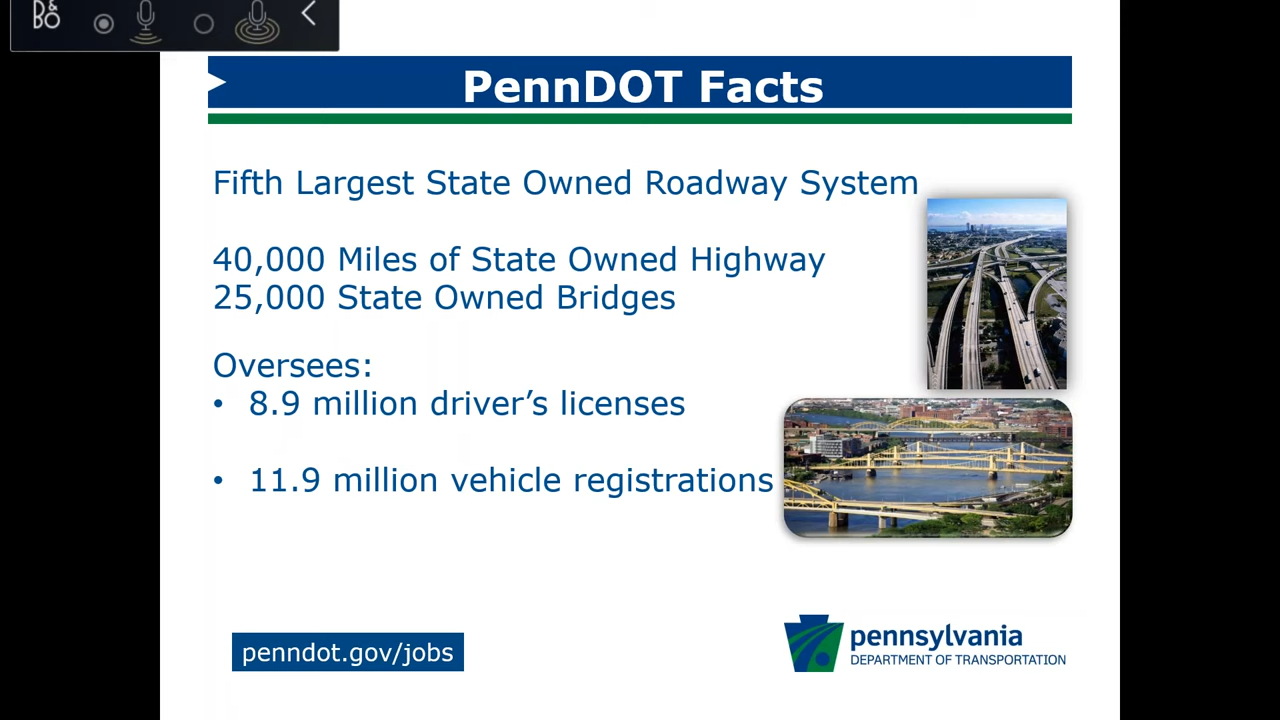 B&O
PennDOT Facts
Fifth Largest State Owned Roadway System
40,000 Miles of State Owned Highway
25,000 State Owned Bridges
Oversees:
• 8.9 million driver’s licenses
• 11.9 million vehicle registrations
penndot.gov/jobs
pennsylvania
DEPARTMENT OF TRANSPORTATION